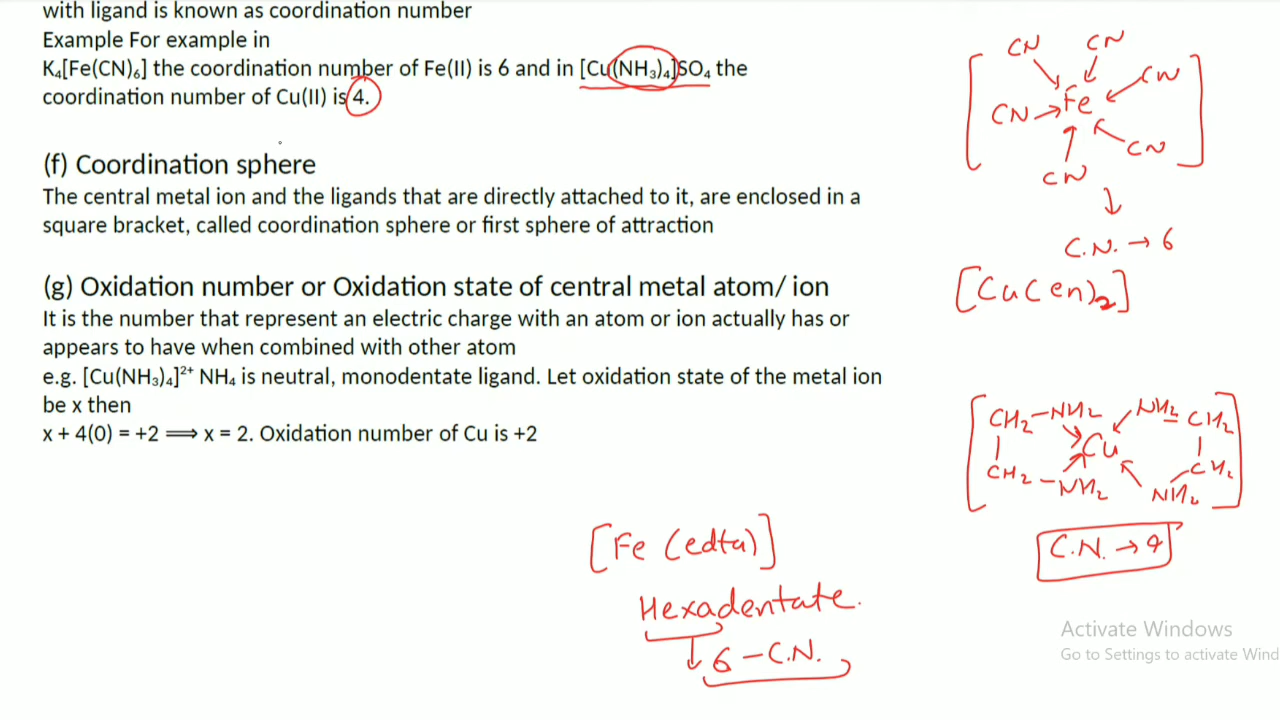 with ligand is known as coordination number
Example For example in
K₄[Fe(CN)₆] the coordination number of Fe(II) is 6 and in [Cu(NH₃)₄]SO₄ the
coordination number of Cu(II) is 4.
(f) Coordination sphere
The central metal ion and the ligands that are directly attached to it, are enclosed in a
square bracket, called coordination sphere or first sphere of attraction
(g) Oxidation number or Oxidation state of central metal atom/ ion
It is the number that represent an electric charge with an atom or ion actually has or
appears to have when combined with other atom
e.g. [Cu(NH₃)₄]²⁺ NH₄ is neutral, monodentate ligand. Let oxidation state of the metal ion
be x then
x + 4(0) = +2 ⟹ x = 2. Oxidation number of Cu is +2
[Fe (edta)]
Hexadentate.
↓ 6 – C.N.
CN CN
CN → Fe ← CN
CN CN
↓
C.N. → 6
[Cu(en)₂]
[CH₂–NH₂ NH₂ CH₂
Cu
CH₂–NH₂ NH₂ CH₂]
C.N. → 4
Activate Windows
Go to Settings to activate Wind